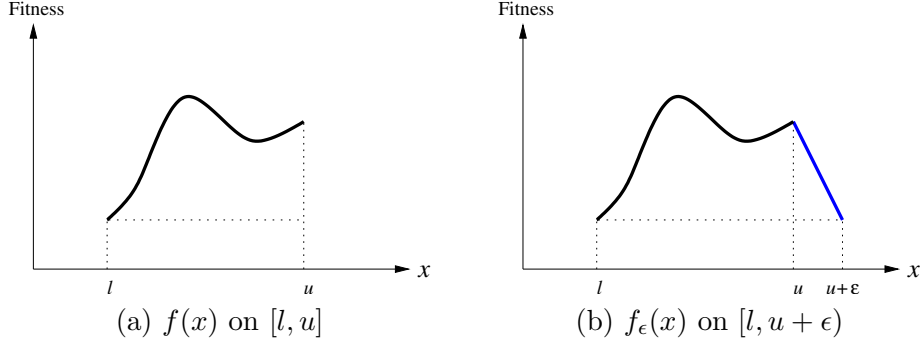 Fitness
x
l
u
(a) f(x) on [l, u]
Fitness
x
l
u
u+ε
(b) fϵ(x) on [l, u + ϵ)